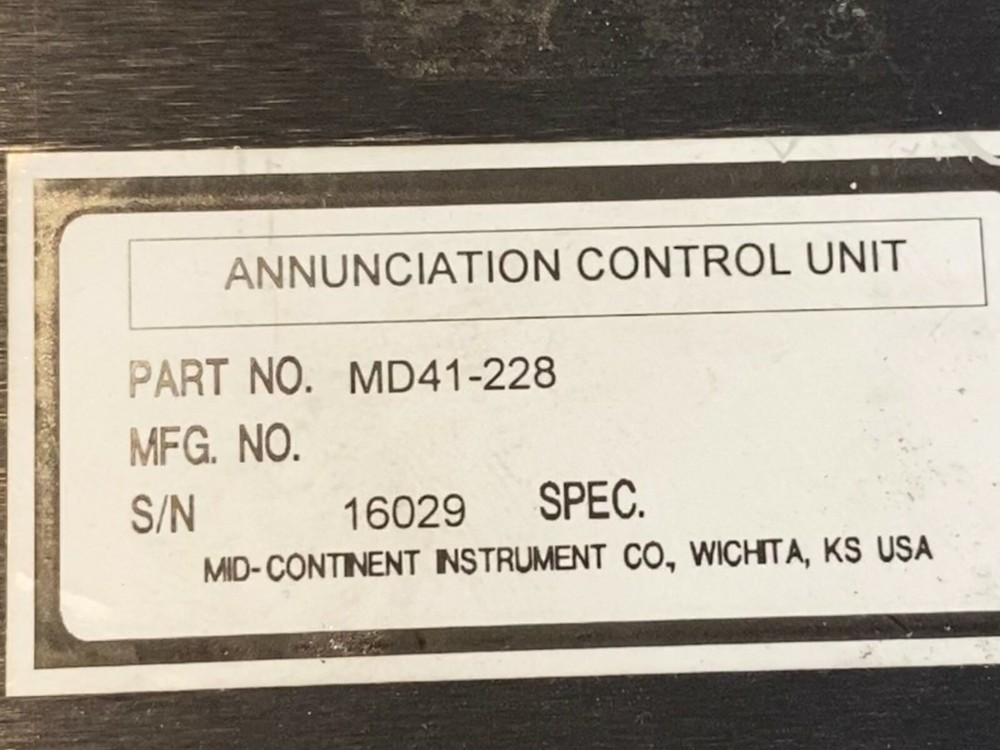 ANNUNCIATION CONTROL UNIT
PART NO. MD41-228
MFG. NO.
S/N 16029 SPEC.
MID-CONTINENT INSTRUMENT CO., WICHITA, KS USA